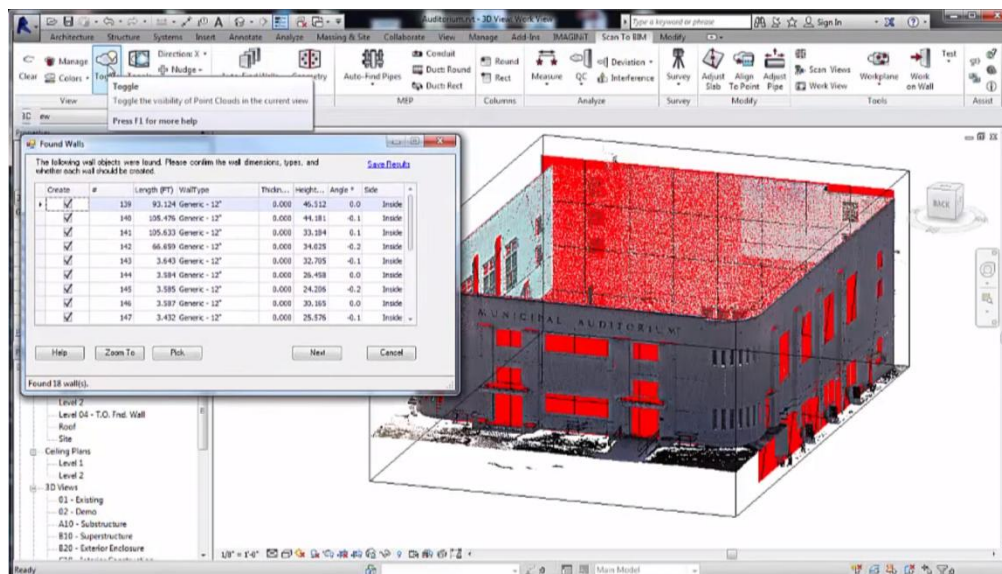 Auditorium.rvt - 3D View: Work View
Type a keyword or phrase
Sign In
Architecture Structure Systems Insert Annotate Analyze Massing & Site Collaborate View Manage Add-Ins IMAGINiT Scan To BIM Modify
Clear
Manage
Colors
Direction: X
Nudge
Auto-Find Pipes
Conduit
Duct: Round
Duct: Rect
Round
Rect
Measure
QC
Deviation
Interference
Survey
Adjust Slab
Align To Point
Adjust Pipe
Scan Views
Work View
Workplane
Work on Wall
Test
View MEP Columns Analyze Survey Modify Tools Assist
Toggle
Toggle the visibility of Point Clouds in the current view
Press F1 for more help
Found Walls
The following wall objects were found. Please confirm the wall dimensions, types, and
whether each wall should be created.
Save Results
Create # Length (FT) WallType Thickn... Height... Angle ° Side
139 93.124 Generic - 12" 0.000 46.312 0.0 Inside
140 105.476 Generic - 12" 0.000 44.181 -0.1 Inside
141 105.633 Generic - 12" 0.000 33.184 0.1 Inside
142 66.659 Generic - 12" 0.000 34.025 -0.2 Inside
143 3.643 Generic - 12" 0.000 32.705 -0.1 Inside
144 3.584 Generic - 12" 0.000 26.458 0.0 Inside
145 3.585 Generic - 12" 0.000 24.206 -0.2 Inside
146 3.587 Generic - 12" 0.000 30.165 0.0 Inside
147 3.432 Generic - 12" 0.000 25.576 -0.1 Inside
Help Zoom To Pick Next Cancel
Found 18 wall(s).
BACK
MUNICIPAL AUDITORIUM
Level 2
Level 04 - T.O. Fnd. Wall
Roof
Site
Ceiling Plans
Level 1
Level 2
3D Views
01 - Existing
02 - Demo
A10 - Substructure
B10 - Superstructure
B20 - Exterior Enclosure
1/8" = 1'-0"
Ready
Main Model